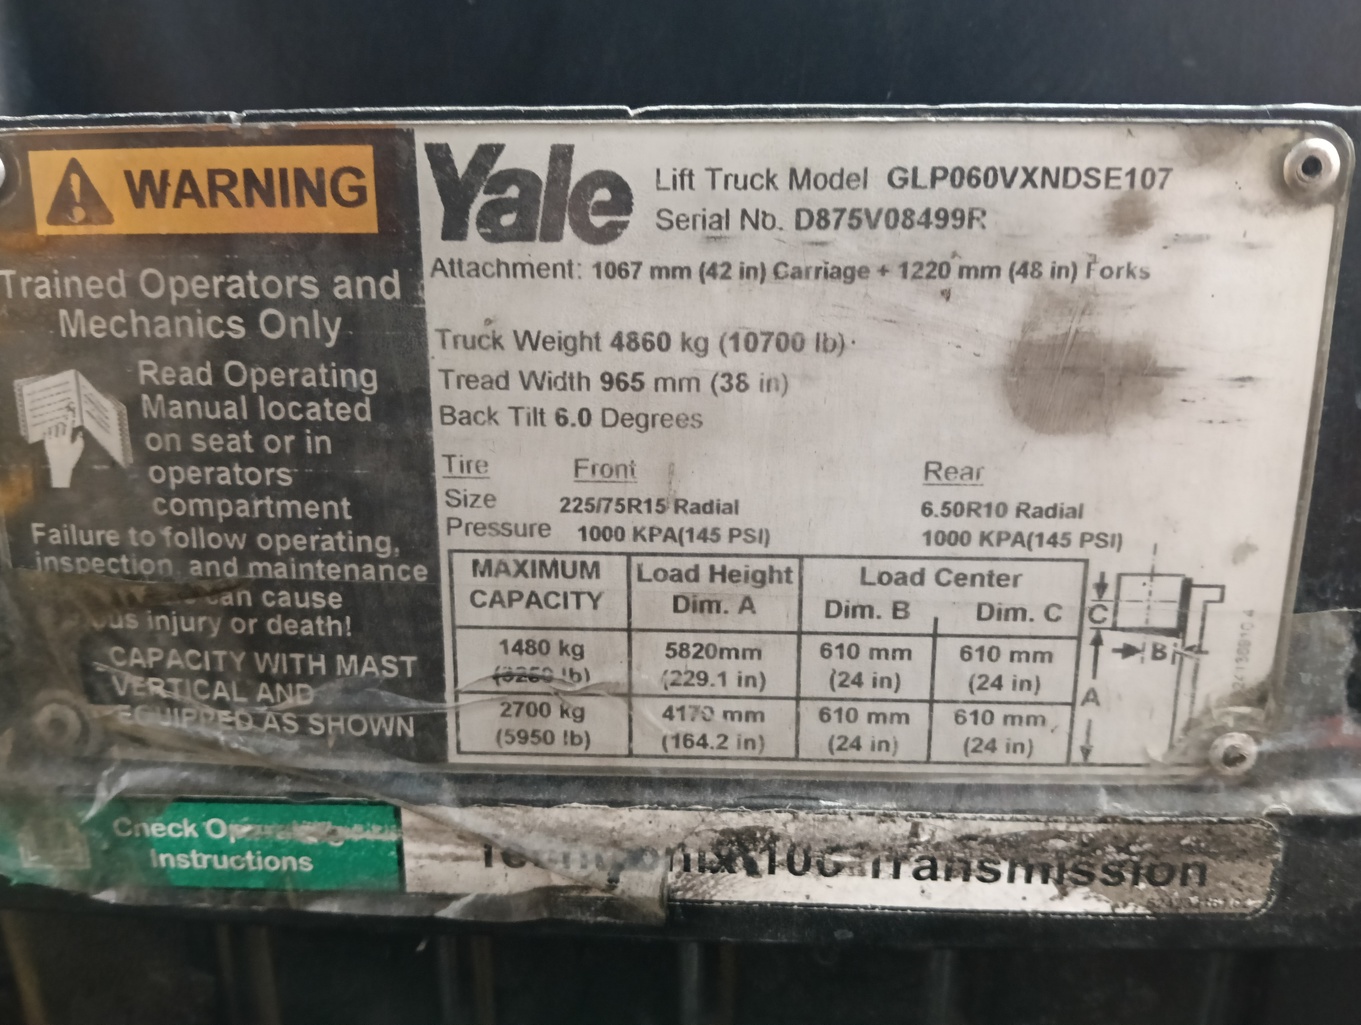 WARNING
Trained Operators and
Mechanics Only
Read Operating
Manual located
on seat or in
operators
compartment
Failure to follow operating,
inspection and maintenance
can cause
injury or death!
CAPACITY WITH MAST
VERTICAL AND
EQUIPPED AS SHOWN
Yale
Lift Truck Model GLP060VXNDSE107
Serial No. D875V08499R
Attachment: 1067 mm (42 in) Carriage + 1220 mm (48 in) Forks
Truck Weight 4860 kg (10700 lb)
Tread Width 965 mm (38 in)
Back Tilt 6.0 Degrees
Tire Front Rear
Size 225/75R15 Radial 6.50R10 Radial
Pressure 1000 KPA(145 PSI) 1000 KPA(145 PSI)
MAXIMUM CAPACITY Load Height Dim. A Load Center Dim. B Dim. C
1480 kg 5820mm 610 mm 610 mm
(3250 lb) (229.1 in) (24 in) (24 in)
2700 kg 4170 mm 610 mm 610 mm
(5950 lb) (164.2 in) (24 in) (24 in)
C
B
A
Check
Instructions
Transmission